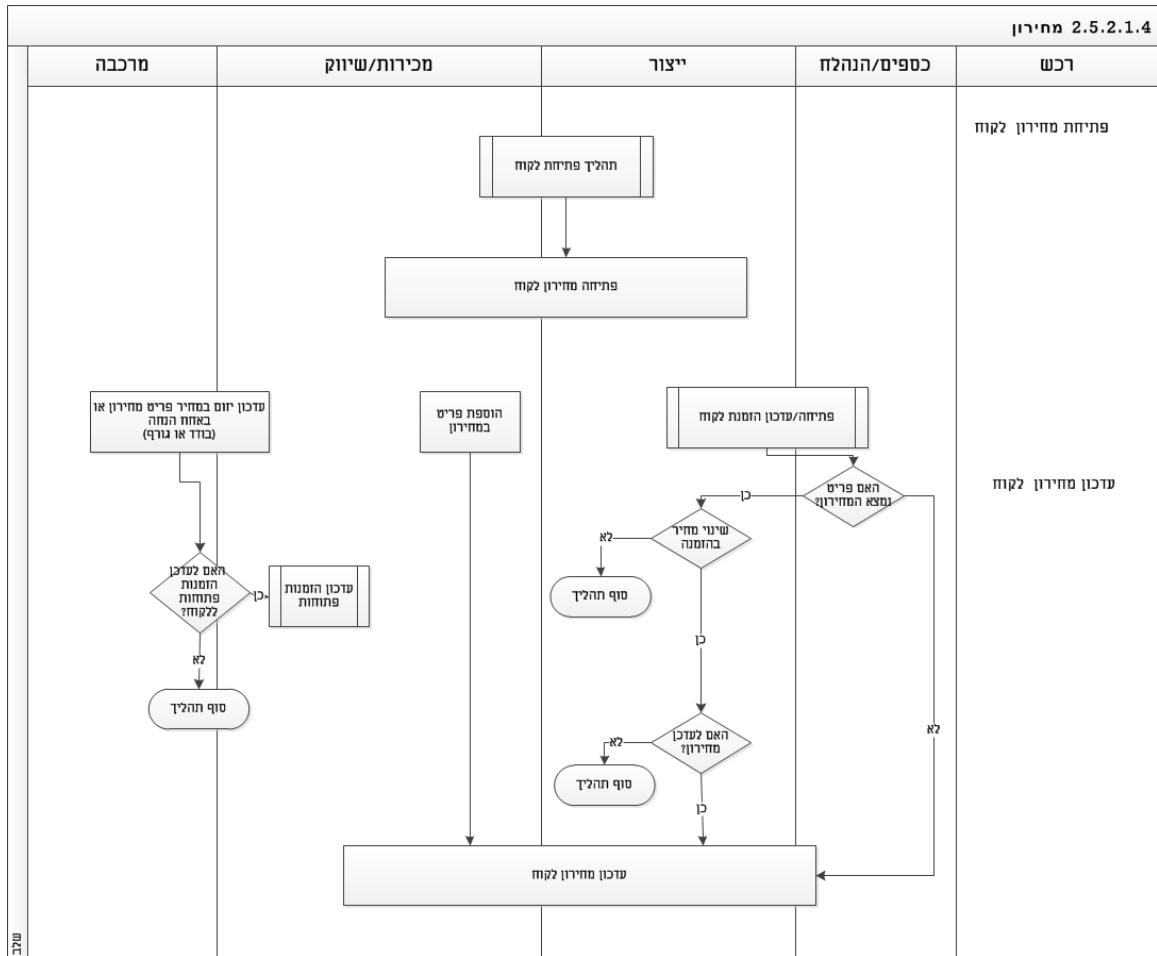 2.5.2.1.4 מחירון
רכש
כספים/הנהלח
ייצור
מכירות/שיווק
מרכבה
פתיחת מחירון לקוח
תהליך פתיחת לקוח
פתיחה מחירון לקוח
פתיחה/עדכון הזמנת לקוח
הוספת פריט
במחירון
עדכון יזום במחיר פריט מחירון או
באחוז הנחה
(בודד או גורף)
עדכון מחירון לקוח
האם פריט
נמצא המחירון?
כן
לא
שינוי מחיר
בהזמנה
לא
סוף תהליך
כן
האם לעדכן
הזמנות
פתוחות
ללקוח?
כן
עדכון הזמנות
פתוחות
לא
סוף תהליך
האם לעדכן
מחירון?
לא
סוף תהליך
כן
עדכון מחירון לקוח
שלב